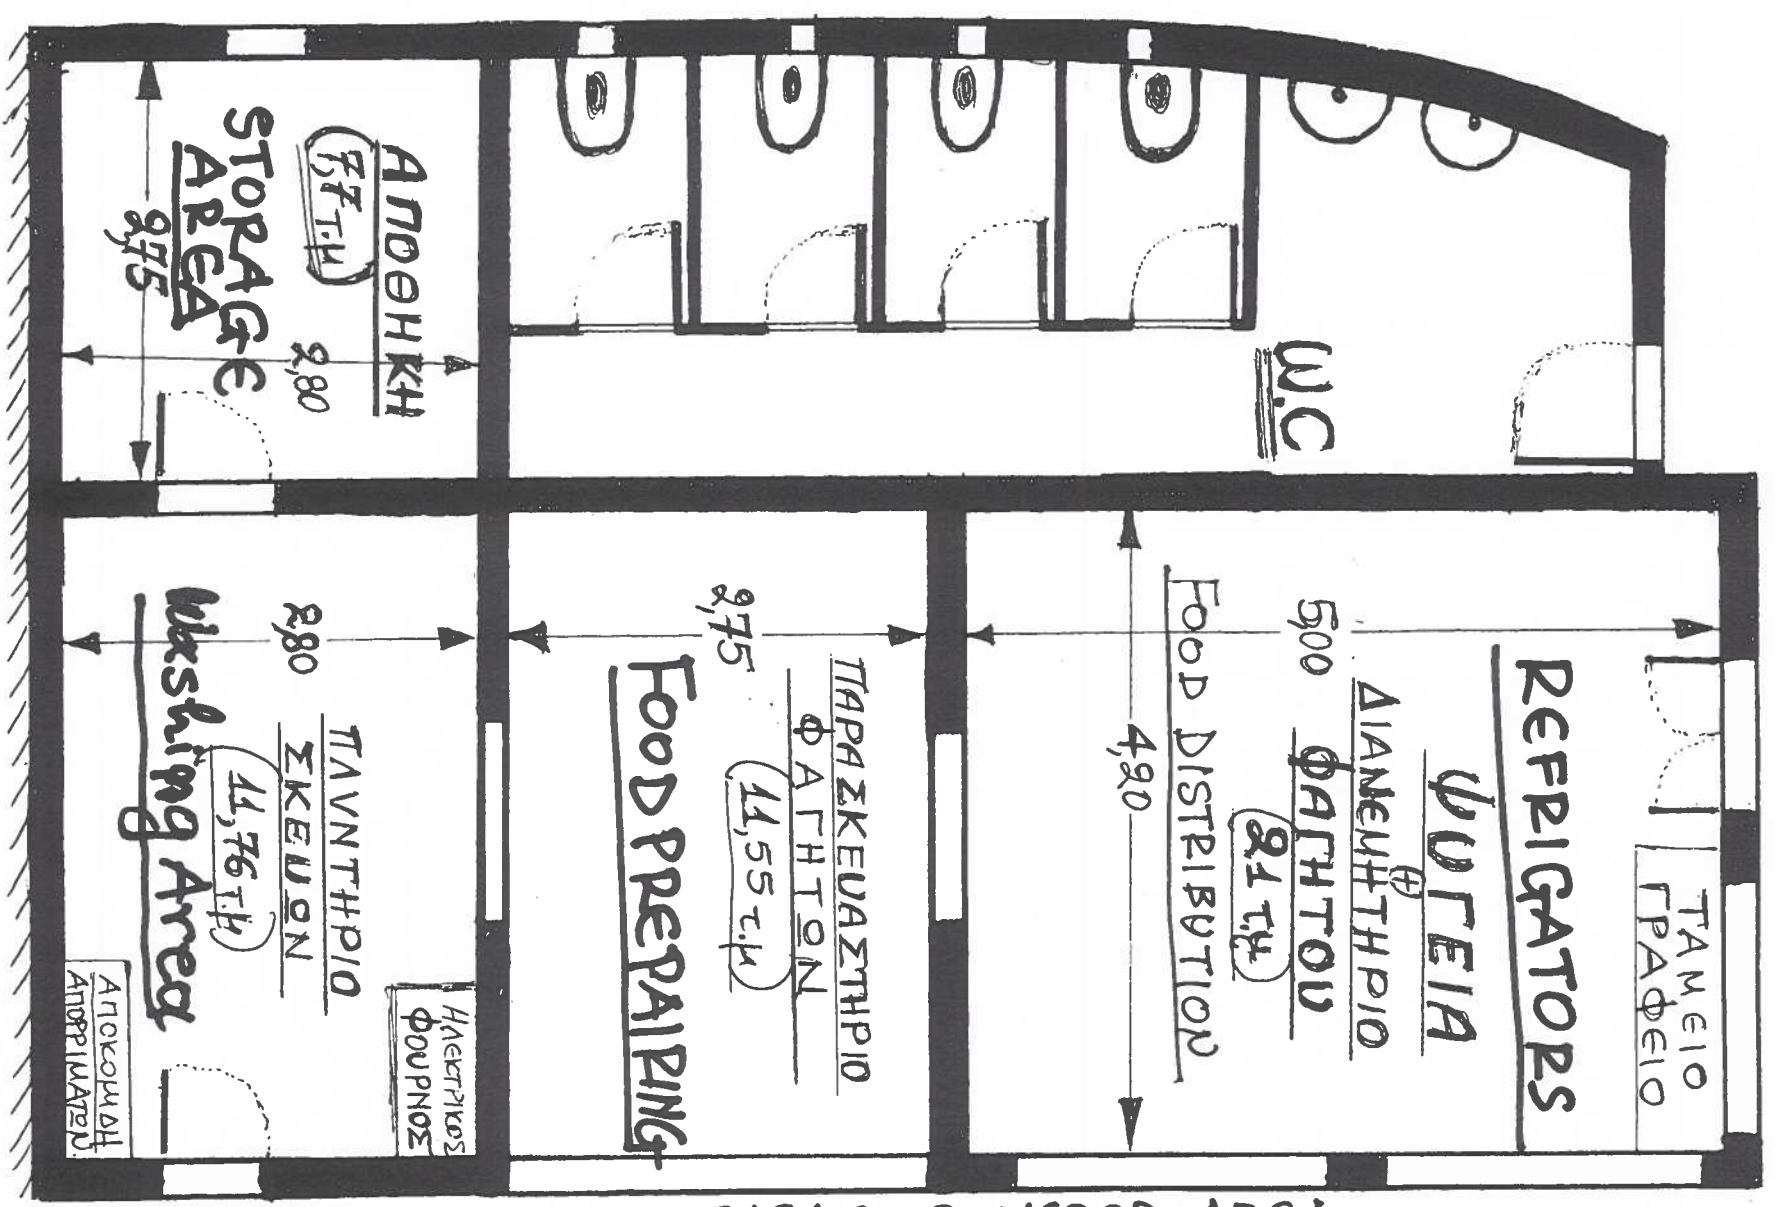 ΑΠΟΘΗΚΗ
7,7 τ.μ
STORAGE
AREA
2,75
2,80
W.C
REFRIGATORS
ΨΥΓΕΙΑ
+
ΔΙΑΝΕΜΗΤΗΡΙΟ
ΦΑΓΗΤΟΥ
21 τ.μ
FOOD DISTRIBUTION
5,00
4,20
ΤΑΜΕΙΟ
ΓΡΑΦΕΙΟ
ΠΑΡΑΣΚΕΥΑΣΤΗΡΙΟ
ΦΑΓΗΤΩΝ
11,55 τ.μ
FOOD PREPAIRING
2,75
ΠΛΥΝΤΗΡΙΟ
ΣΚΕΥΩΝ
11,76 τ.μ
Washing Area
2,80
ΗΛΕΚΤΡΙΚΟΣ
ΦΟΥΡΝΟΣ
ΑΠΟΚΟΜΔΗ
ΑΠΟΡΡΙΜΑΤΩΝ